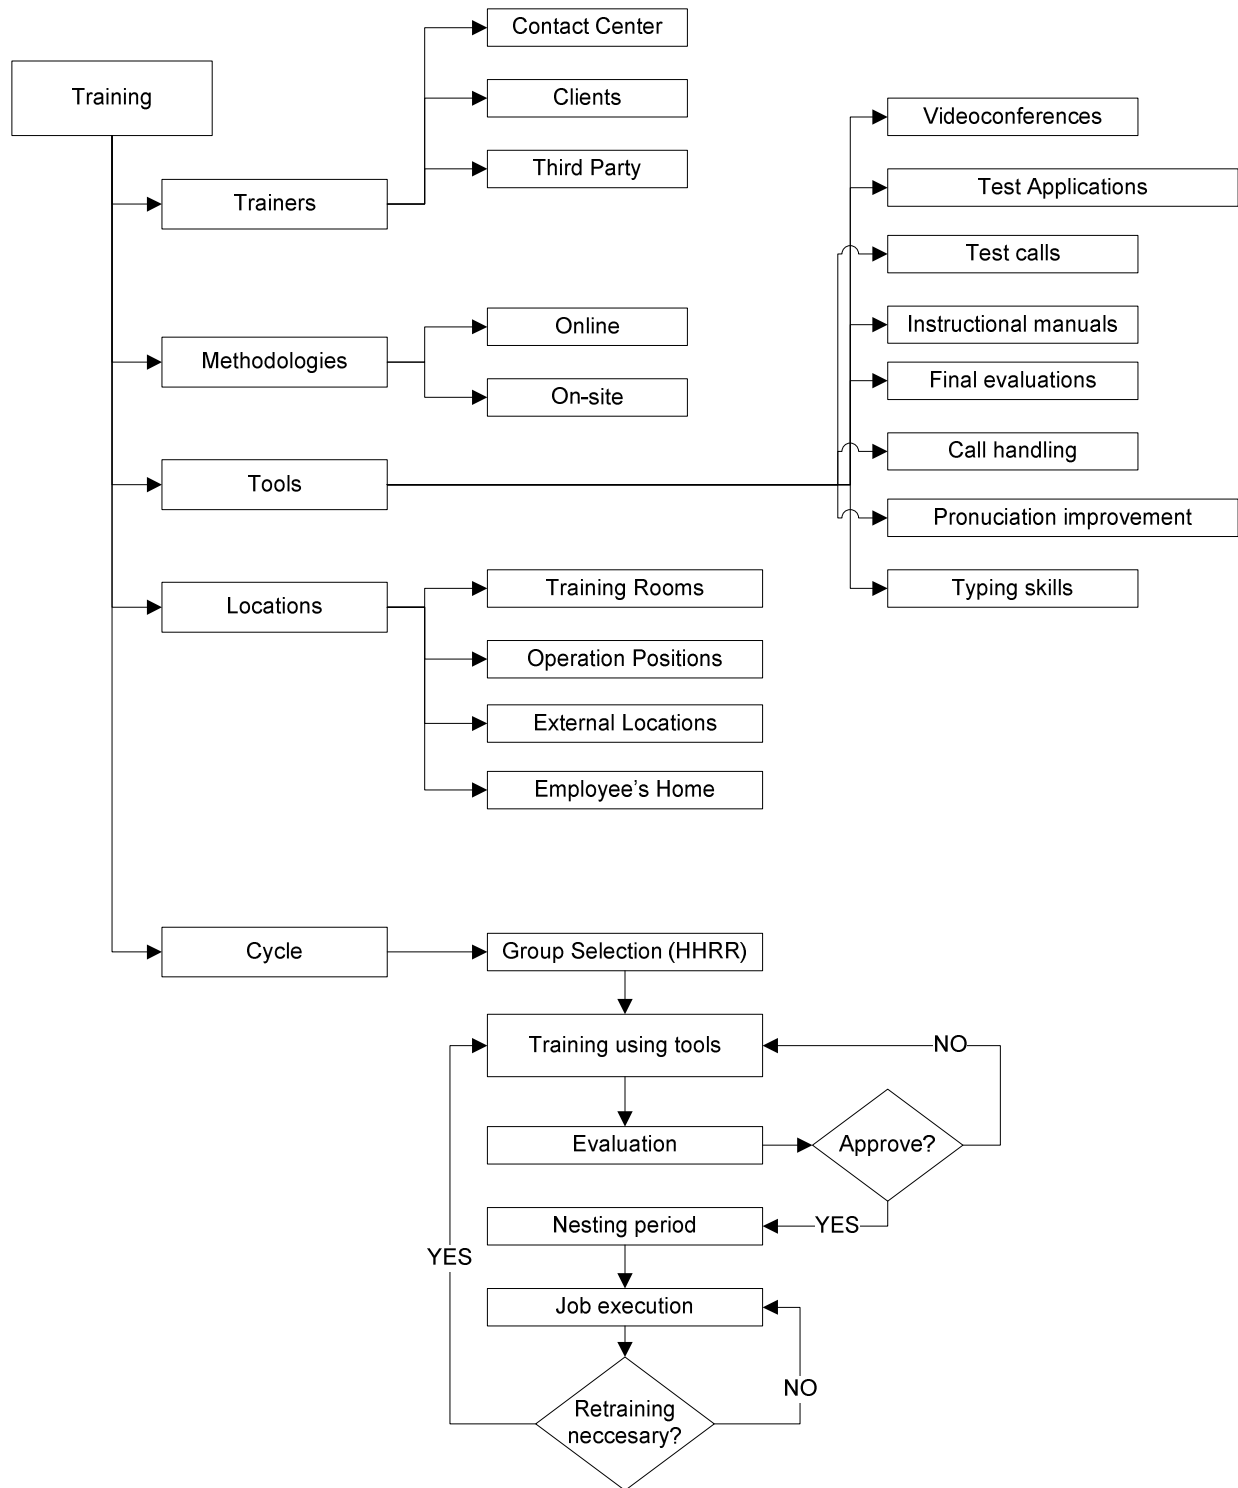 Training
Trainers
Contact Center
Clients
Third Party
Methodologies
Online
On-site
Tools
Videoconferences
Test Applications
Test calls
Instructional manuals
Final evaluations
Call handling
Pronuciation improvement
Typing skills
Locations
Training Rooms
Operation Positions
External Locations
Employee’s Home
Cycle
Group Selection (HHRR)
Training using tools
NO
Evaluation
Approve?
YES
Nesting period
YES
Job execution
NO
Retraining
neccesary?